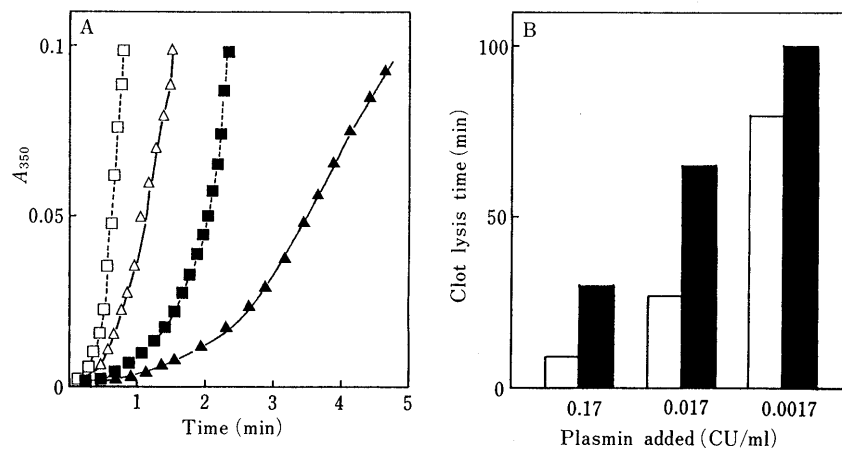 A
0.1
0.05
0
A350
1
2
3
4
5
Time (min)
B
100
50
0
Clot lysis time (min)
0.17
0.017
0.0017
Plasmin added (CU/ml)